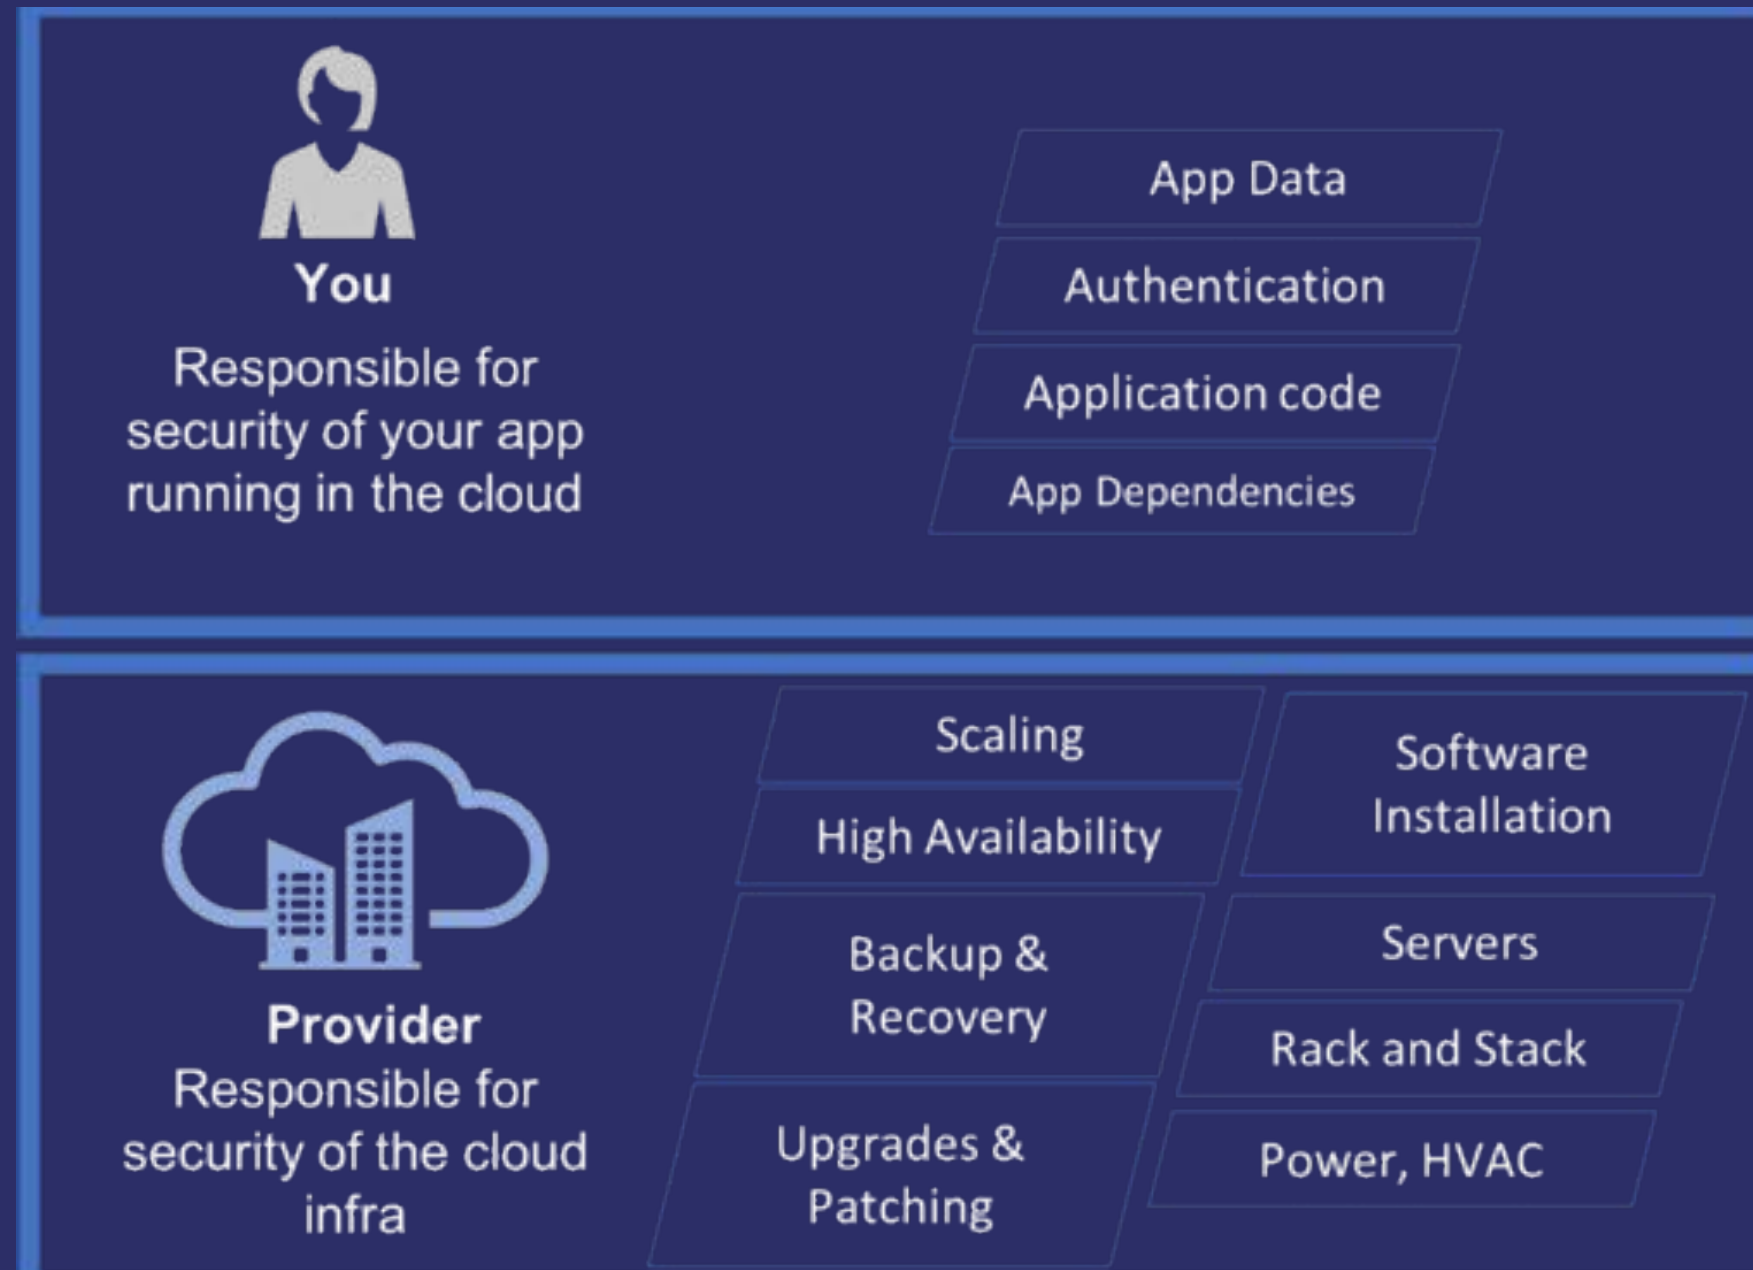 You
Responsible for
security of your app
running in the cloud
App Data
Authentication
Application code
App Dependencies
Provider
Responsible for
security of the cloud
infra
Scaling
High Availability
Backup &
Recovery
Upgrades &
Patching
Software
Installation
Servers
Rack and Stack
Power, HVAC